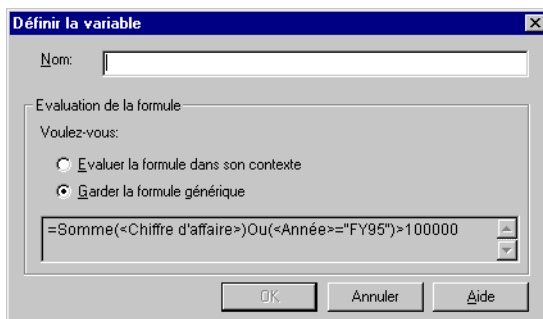 Définir la variable
Nom:
Evaluation de la formule
Voulez-vous:
Evaluer la formule dans son contexte
Garder la formule générique
=Somme(<Chiffre d'affaire>)Ou(<Année>="FY95")>100000
OK
Annuler
Aide